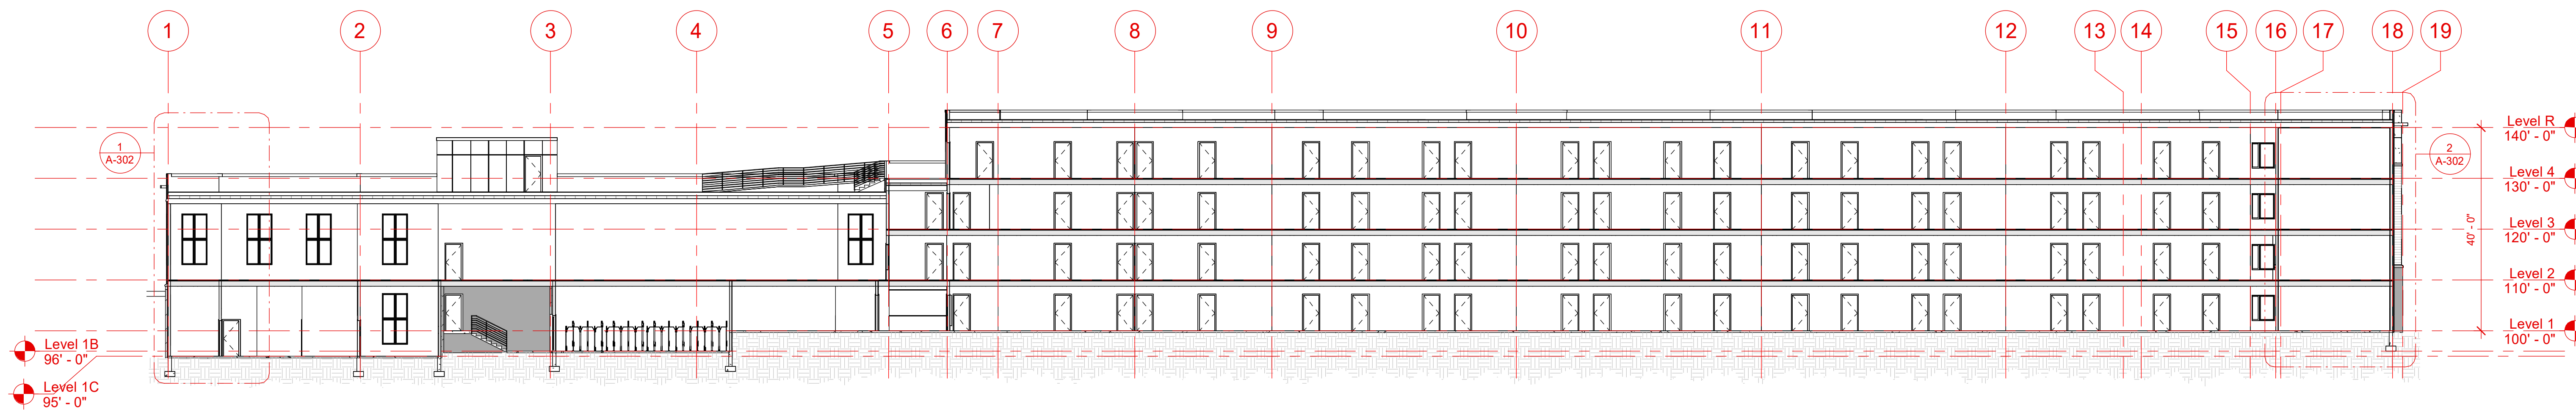 1
2
3
4
5
6
7
8
9
10
11
12
13
14
15
16
17
18
19
1
A-302
2
A-302
Level R
140' - 0"
Level 4
130' - 0"
Level 3
120' - 0"
40' - 0"
Level 2
110' - 0"
Level 1
100' - 0"
Level 1B
96' - 0"
Level 1C
95' - 0"